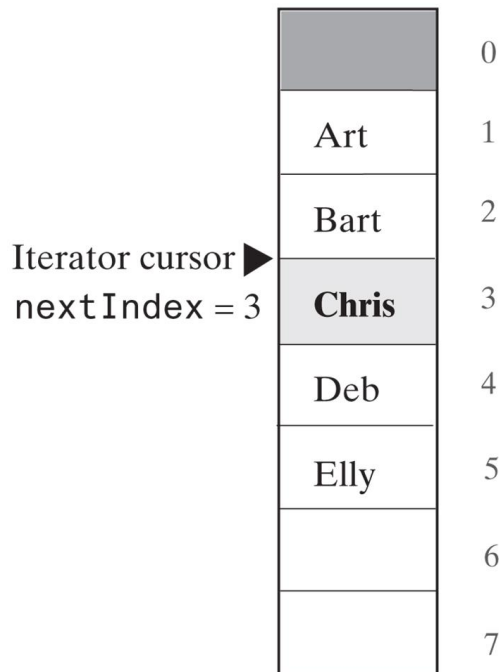 0
Art 1
Bart 2
Iterator cursor
nextIndex = 3 Chris 3
Deb 4
Elly 5
6
7